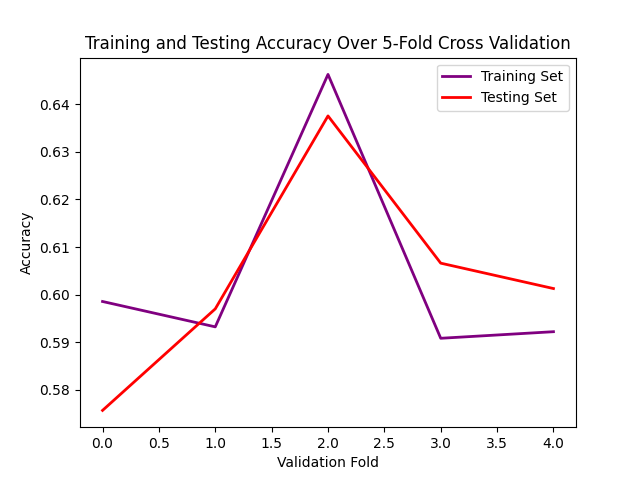 Training and Testing Accuracy Over 5-Fold Cross Validation
Training Set
Testing Set
0.64
0.63
0.62
0.61
0.60
0.59
0.58
Accuracy
0.0 0.5 1.0 1.5 2.0 2.5 3.0 3.5 4.0
Validation Fold